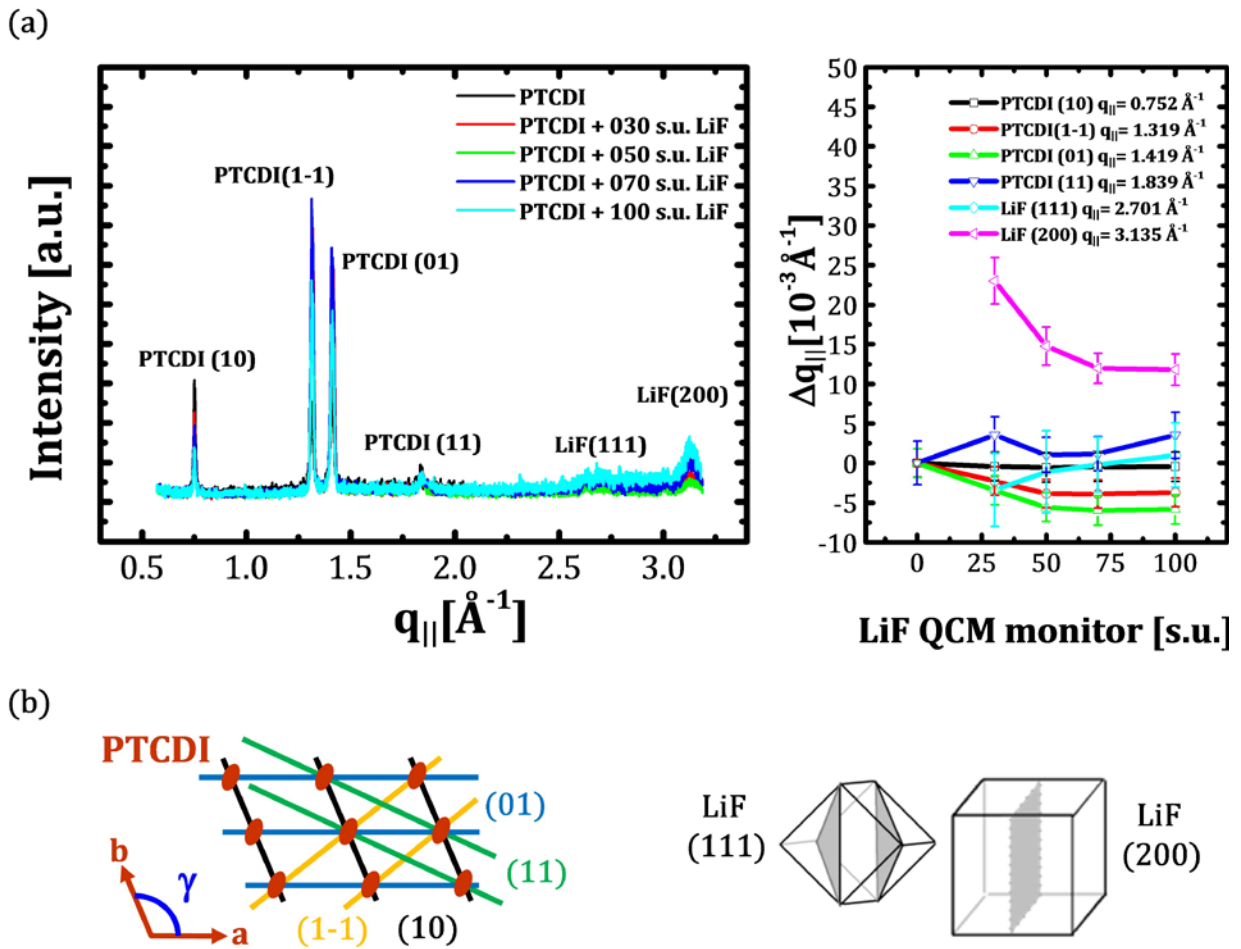 (a)
Intensity [a.u.]
PTCDI
PTCDI + 030 s.u. LiF
PTCDI + 050 s.u. LiF
PTCDI + 070 s.u. LiF
PTCDI + 100 s.u. LiF
PTCDI(1-1)
PTCDI (01)
PTCDI (10)
PTCDI (11)
LiF(111)
LiF(200)
0.5 1.0 1.5 2.0 2.5 3.0
q||[Å-1]
Δq||[10-3 Å-1]
50
45
40
35
30
25
20
15
10
5
0
-5
-10
PTCDI (10) q||= 0.752 Å-1
PTCDI(1-1) q||= 1.319 Å-1
PTCDI (01) q||= 1.419 Å-1
PTCDI (11) q||= 1.839 Å-1
LiF (111) q||= 2.701 Å-1
LiF (200) q||= 3.135 Å-1
0 25 50 75 100
LiF QCM monitor [s.u.]
(b)
PTCDI
(01)
(11)
(10)
(1-1)
b
γ
a
LiF
(111)
LiF
(200)